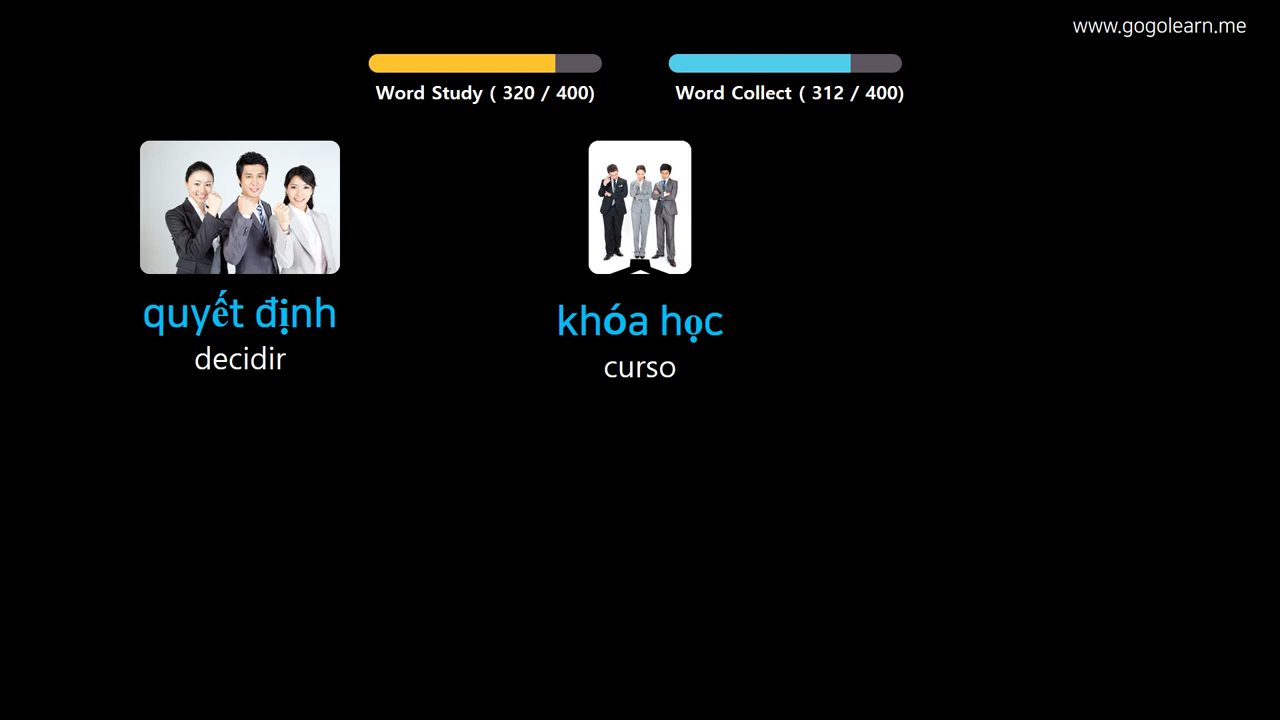 www.gogolearn.me
Word Study ( 320 / 400)
Word Collect ( 312 / 400)
quyết định
decidir
khóa học
curso